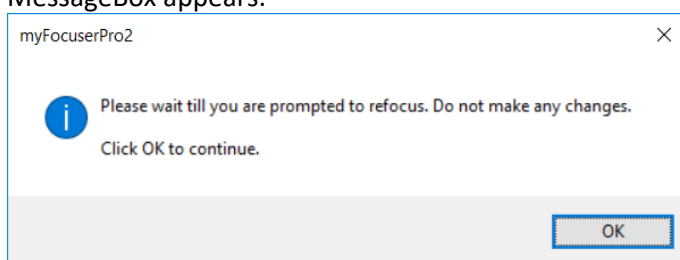 MessageBox appears:
myFocuserPro2
Please wait till you are prompted to refocus. Do not make any changes.
Click OK to continue.
OK